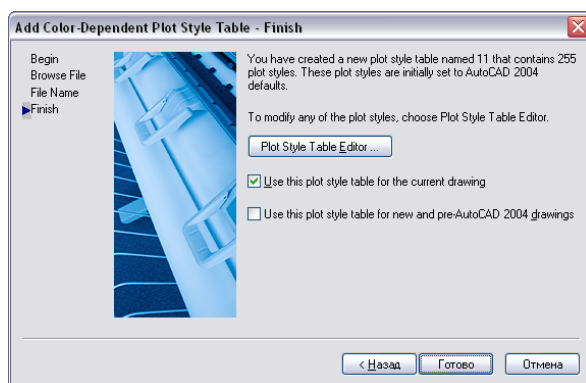 Add Color-Dependent Plot Style Table - Finish
Begin
Browse File
File Name
Finish
You have created a new plot style table named 11 that contains 255
plot styles. These plot styles are initially set to AutoCAD 2004
defaults.
To modify any of the plot styles, choose Plot Style Table Editor.
Plot Style Table Editor ...
Use this plot style table for the current drawing
Use this plot style table for new and pre-AutoCAD 2004 drawings
< Назад
Готово
Отмена